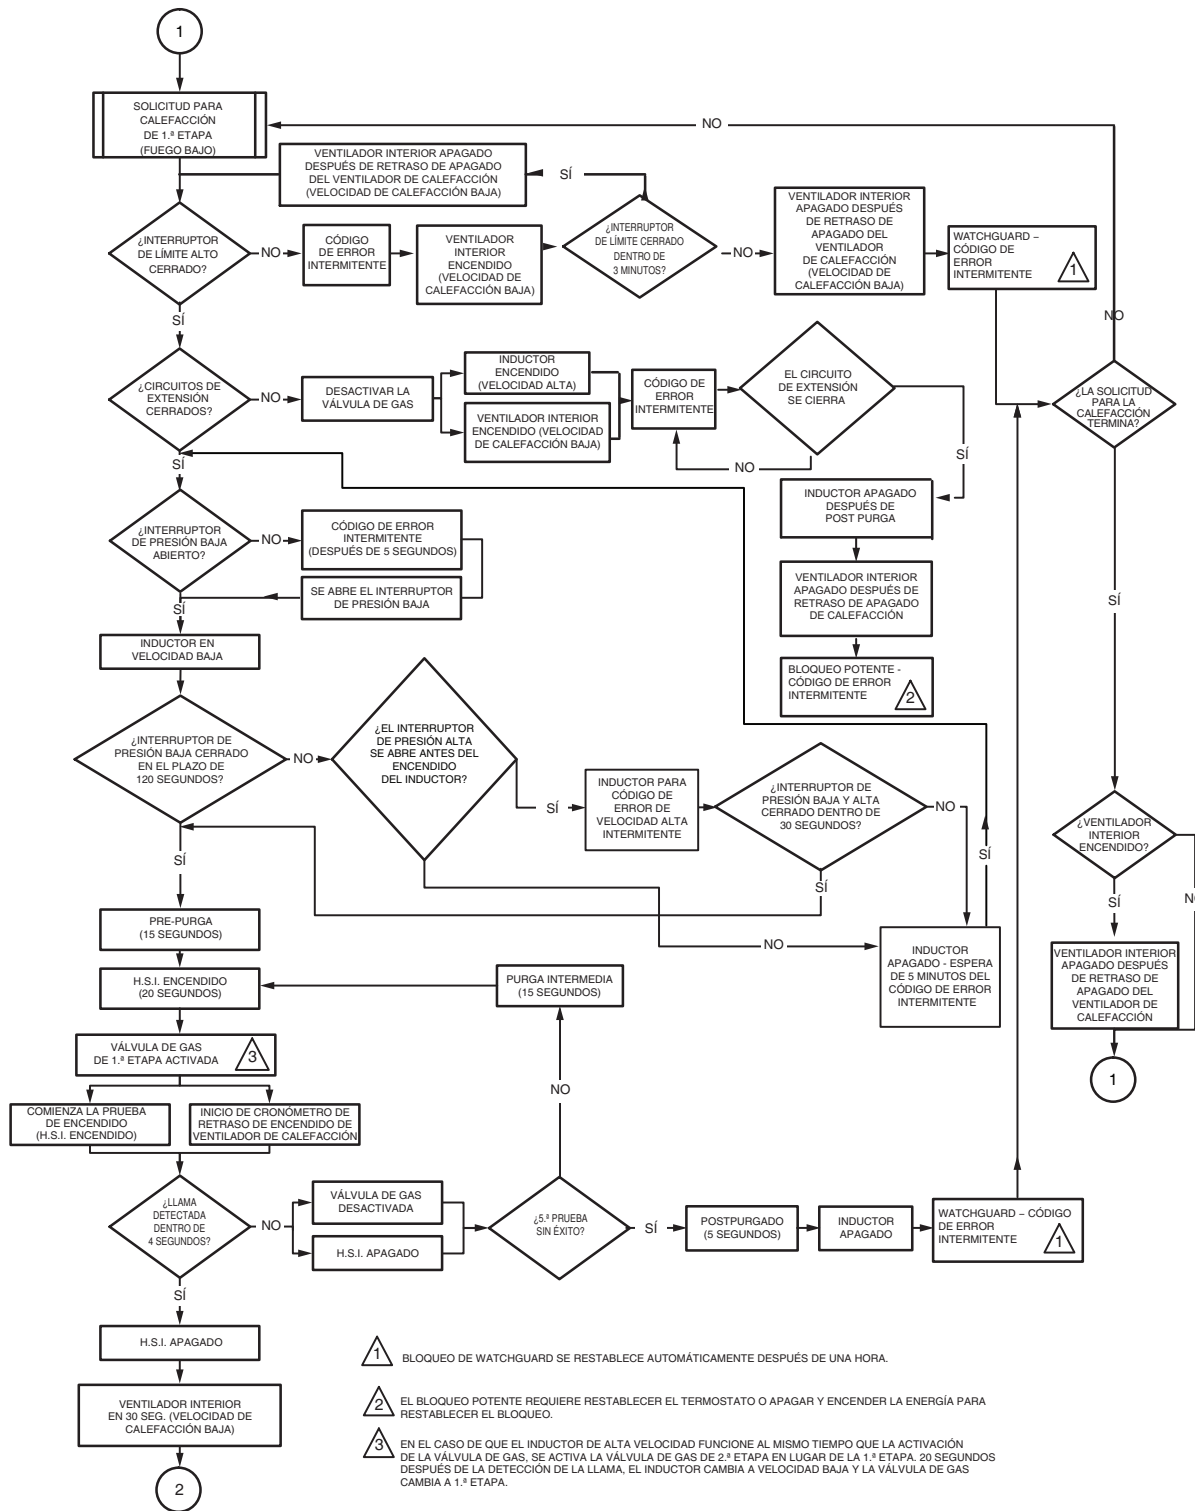 1
SOLICITUD PARA
CALEFACCIÓN
DE 1.ª ETAPA
(FUEGO BAJO)
NO
VENTILADOR INTERIOR APAGADO
DESPUÉS DE RETRASO DE APAGADO
DEL VENTILADOR DE CALEFACCIÓN
(VELOCIDAD DE CALEFACCIÓN BAJA)
SÍ
¿INTERRUPTOR
DE LÍMITE ALTO
CERRADO?
NO
CÓDIGO
DE ERROR
INTERMITENTE
VENTILADOR
INTERIOR
ENCENDIDO
(VELOCIDAD DE
CALEFACCIÓN BAJA)
¿INTERRUPTOR
DE LÍMITE CERRADO
DENTRO DE
3 MINUTOS?
NO
VENTILADOR INTERIOR
APAGADO DESPUÉS
DE RETRASO DE
APAGADO DEL
VENTILADOR
DE CALEFACCIÓN
(VELOCIDAD DE
CALEFACCIÓN BAJA)
WATCHGUARD –
CÓDIGO DE
ERROR
INTERMITENTE
1
SÍ
NO
¿CIRCUITOS DE
EXTENSIÓN
CERRADOS?
NO
DESACTIVAR LA
VÁLVULA DE GAS
INDUCTOR
ENCENDIDO
(VELOCIDAD ALTA)
VENTILADOR INTERIOR
ENCENDIDO (VELOCIDAD
DE CALEFACCIÓN BAJA)
CÓDIGO DE
ERROR
INTERMITENTE
EL CIRCUITO
DE EXTENSIÓN
SE CIERRA
NO
SÍ
¿LA SOLICITUD
PARA LA
CALEFACCIÓN
TERMINA?
SÍ
INDUCTOR APAGADO
DESPUÉS DE
POST PURGA
¿INTERRUPTOR
DE PRESIÓN BAJA
ABIERTO?
NO
CÓDIGO DE ERROR
INTERMITENTE
(DESPUÉS DE 5 SEGUNDOS)
SE ABRE EL INTERRUPTOR
DE PRESIÓN BAJA
VENTILADOR INTERIOR
APAGADO DESPUÉS DE
RETRASO DE APAGADO
DE CALEFACCIÓN
SÍ
SÍ
INDUCTOR EN
VELOCIDAD BAJA
BLOQUEO POTENTE -
CÓDIGO DE ERROR
INTERMITENTE
2
¿INTERRUPTOR DE
PRESIÓN BAJA CERRADO
EN EL PLAZO DE
120 SEGUNDOS?
NO
¿EL INTERRUPTOR
DE PRESIÓN ALTA
SE ABRE ANTES DEL
ENCENDIDO
DEL INDUCTOR?
SÍ
INDUCTOR PARA
CÓDIGO DE
ERROR DE
VELOCIDAD ALTA
INTERMITENTE
¿INTERRUPTOR DE
PRESIÓN BAJA Y ALTA
CERRADO DENTRO DE
30 SEGUNDOS?
NO
SÍ
¿VENTILADOR
INTERIOR
ENCENDIDO?
SÍ
SÍ
SÍ
NO
PRE-PURGA
(15 SEGUNDOS)
NO
INDUCTOR
APAGADO - ESPERA
DE 5 MINUTOS DEL
CÓDIGO DE ERROR
INTERMITENTE
VENTILADOR INTERIOR
APAGADO DESPUÉS
DE RETRASO DE
APAGADO DEL
VENTILADOR DE
CALEFACCIÓN
H.S.I. ENCENDIDO
(20 SEGUNDOS)
PURGA INTERMEDIA
(15 SEGUNDOS)
VÁLVULA DE GAS
DE 1.ª ETAPA ACTIVADA
3
NO
1
COMIENZA LA PRUEBA
DE ENCENDIDO
(H.S.I. ENCENDIDO)
INICIO DE CRONÓMETRO DE
RETRASO DE ENCENDIDO DE
VENTILADOR DE CALEFACCIÓN
¿LLAMA
DETECTADA
DENTRO DE
4 SEGUNDOS?
NO
VÁLVULA DE GAS
DESACTIVADA
H.S.I. APAGADO
¿5.ª PRUEBA
SIN ÉXITO?
SÍ
POSTPURGADO
(5 SEGUNDOS)
INDUCTOR
APAGADO
WATCHGUARD – CÓDIGO
DE ERROR
INTERMITENTE
1
SÍ
H.S.I. APAGADO
VENTILADOR INTERIOR
EN 30 SEG. (VELOCIDAD DE
CALEFACCIÓN BAJA)
2
1 BLOQUEO DE WATCHGUARD SE RESTABLECE AUTOMÁTICAMENTE DESPUÉS DE UNA HORA.
2 EL BLOQUEO POTENTE REQUIERE RESTABLECER EL TERMOSTATO O APAGAR Y ENCENDER LA ENERGÍA PARA
RESTABLECER EL BLOQUEO.
3 EN EL CASO DE QUE EL INDUCTOR DE ALTA VELOCIDAD FUNCIONE AL MISMO TIEMPO QUE LA ACTIVACIÓN
DE LA VÁLVULA DE GAS, SE ACTIVA LA VÁLVULA DE GAS DE 2.ª ETAPA EN LUGAR DE LA 1.ª ETAPA. 20 SEGUNDOS
DESPUÉS DE LA DETECCIÓN DE LA LLAMA, EL INDUCTOR CAMBIA A VELOCIDAD BAJA Y LA VÁLVULA DE GAS
CAMBIA A 1.ª ETAPA.